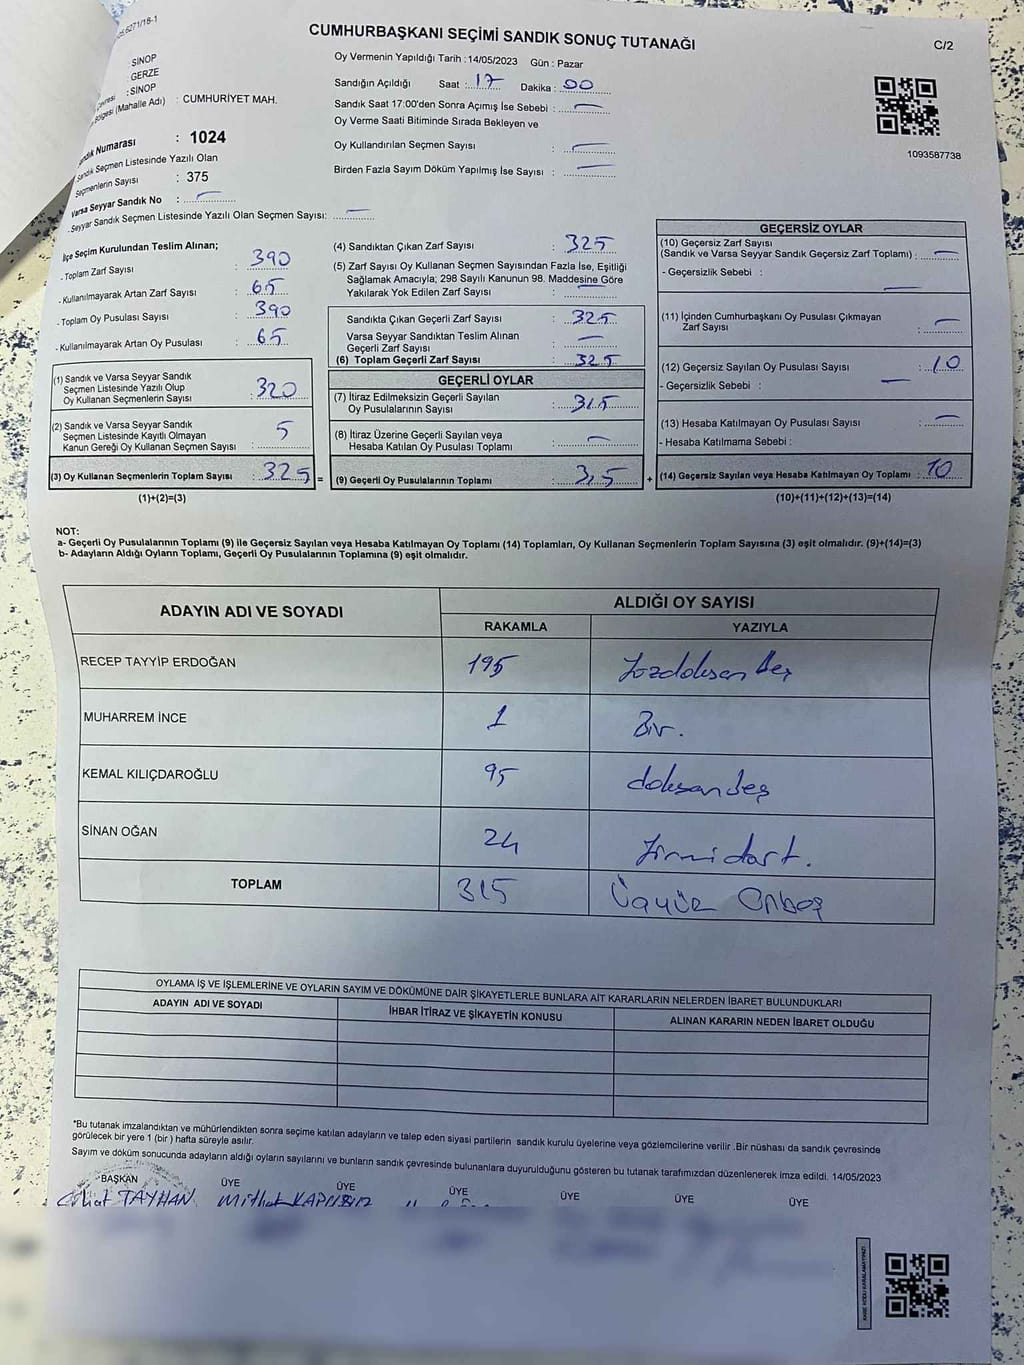 CUMHURBAŞKANI SEÇİMİ SANDIK SONUÇ TUTANAĞI
C/2
SİNOP
GERZE
: SİNOP
(Mahalle Adı) : CUMHURİYET MAH.
Sandık Numarası : 1024
Sandık Seçmen Listesinde Yazılı Olan
Seçmenlerin Sayısı : 375
Varsa Seyyar Sandık No :
- Seyyar Sandık Seçmen Listesinde Yazılı Olan Seçmen Sayısı:
Oy Vermenin Yapıldığı Tarih : 14/05/2023 Gün : Pazar
Sandığın Açıldığı Saat : 17 Dakika : 00
Sandık Saat 17:00'den Sonra Açımış İse Sebebi :
Oy Verme Saati Bitiminde Sırada Bekleyen ve
Oy Kullandırılan Seçmen Sayısı :
Birden Fazla Sayım Döküm Yapılmış İse Sayısı :
1093587738
İlçe Seçim Kurulundan Teslim Alınan;
- Toplam Zarf Sayısı : 390
- Kullanılmayarak Artan Zarf Sayısı : 65
- Toplam Oy Pusulası Sayısı : 390
- Kullanılmayarak Artan Oy Pusulası : 65
(1) Sandık ve Varsa Seyyar Sandık
Seçmen Listesinde Yazılı Olup
Oy Kullanan Seçmenlerin Sayısı : 320
(2) Sandık ve Varsa Seyyar Sandık
Seçmen Listesinde Kayıtlı Olmayan
Kanun Gereği Oy Kullanan Seçmen Sayısı : 5
(3) Oy Kullanan Seçmenlerin Toplam Sayısı : 325 =
(1)+(2)=(3)
(4) Sandıktan Çıkan Zarf Sayısı : 325
(5) Zarf Sayısı Oy Kullanan Seçmen Sayısından Fazla İse, Eşitliği
Sağlamak Amacıyla; 298 Sayılı Kanunun 98. Maddesine Göre
Yakılarak Yok Edilen Zarf Sayısı :
Sandıkta Çıkan Geçerli Zarf Sayısı : 325
Varsa Seyyar Sandıktan Teslim Alınan
Geçerli Zarf Sayısı :
(6) Toplam Geçerli Zarf Sayısı : 325
GEÇERLİ OYLAR
(7) İtiraz Edilmeksizin Geçerli Sayılan
Oy Pusulalarının Sayısı : 315
(8) İtiraz Üzerine Geçerli Sayılan veya
Hesaba Katılan Oy Pusulası Toplamı :
(9) Geçerli Oy Pusulalarının Toplamı : 315 +
GEÇERSİZ OYLAR
(10) Geçersiz Zarf Sayısı
(Sandık ve Varsa Seyyar Sandık Geçersiz Zarf Toplamı) :
- Geçersizlik Sebebi :
(11) İçinden Cumhurbaşkanı Oy Pusulası Çıkmayan
Zarf Sayısı :
(12) Geçersiz Sayılan Oy Pusulası Sayısı : 10
- Geçersizlik Sebebi :
(13) Hesaba Katılmayan Oy Pusulası Sayısı :
- Hesaba Katılmama Sebebi :
(14) Geçersiz Sayılan veya Hesaba Katılmayan Oy Toplamı : 10
(10)+(11)+(12)+(13)=(14)
NOT:
a- Geçerli Oy Pusulalarının Toplamı (9) ile Geçersiz Sayılan veya Hesaba Katılmayan Oy Toplamı (14) Toplamları, Oy Kullanan Seçmenlerin Toplam Sayısına (3) eşit olmalıdır. (9)+(14)=(3)
b- Adayların Aldığı Oyların Toplamı, Geçerli Oy Pusulalarının Toplamına (9) eşit olmalıdır.
ADAYIN ADI VE SOYADI ALDIĞI OY SAYISI
RAKAMLA YAZIYLA
RECEP TAYYİP ERDOĞAN 195 Yüzdoksan beş
MUHARREM İNCE 1 Bir.
KEMAL KILIÇDAROĞLU 95 doksan beş
SİNAN OĞAN 24 Yirmi dört.
TOPLAM 315 Üçyüz Onbeş
OYLAMA İŞ VE İŞLEMLERİNE VE OYLARIN SAYIM VE DÖKÜMÜNE DAİR ŞİKAYETLERLE BUNLARA AİT KARARLARIN NELERDEN İBARET BULUNDUKLARI
ADAYIN ADI VE SOYADI İHBAR İTİRAZ VE ŞİKAYETİN KONUSU ALINAN KARARIN NEDEN İBARET OLDUĞU
*Bu tutanak imzalandıktan ve mühürlendikten sonra seçime katılan adayların ve talep eden siyasi partilerin sandık kurulu üyelerine veya gözlemcilerine verilir .Bir nüshası da sandık çevresinde
görülecek bir yere 1 (bir ) hafta süreyle asılır.
Sayım ve döküm sonucunda adayların aldığı oyların sayılarını ve bunların sandık çevresinde bulunanlara duyurulduğunu gösteren bu tutanak tarafımızdan düzenlenerek imza edildi. 14/05/2023
BAŞKAN ÜYE ÜYE ÜYE ÜYE ÜYE ÜYE
TAYHAN Mithat